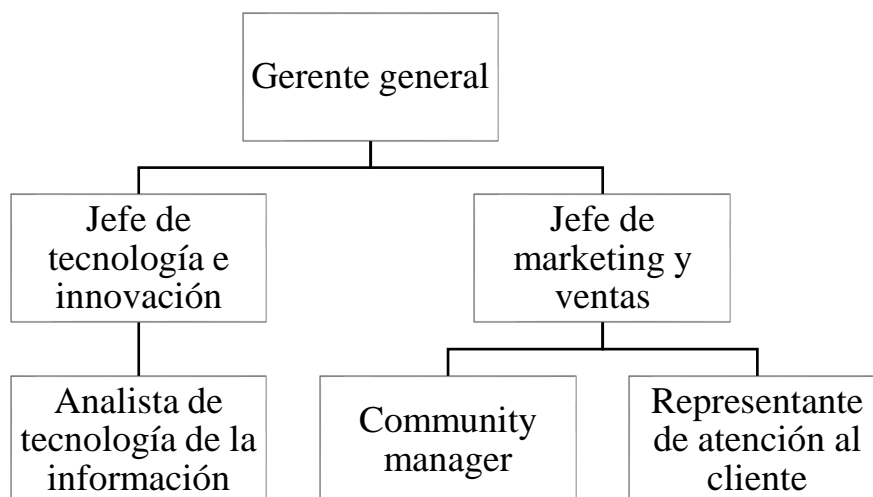 Gerente general
Jefe de
tecnología e
innovación
Jefe de
marketing y
ventas
Analista de
tecnología de la
información
Community
manager
Representante
de atención al
cliente